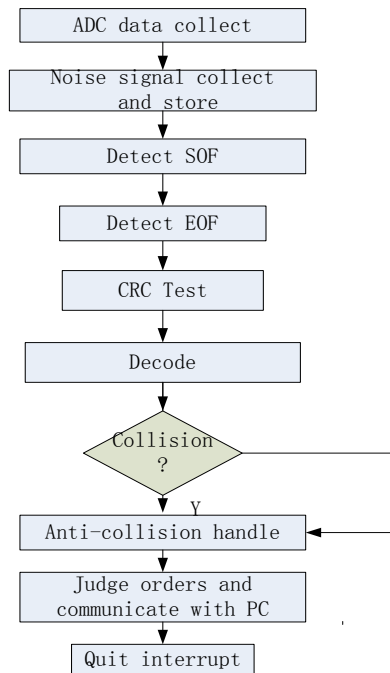 ADC data collect
Noise signal collect
and store
Detect SOF
Detect EOF
CRC Test
Decode
Collision
?
Y
Anti-collision handle
Judge orders and
communicate with PC
Quit interrupt